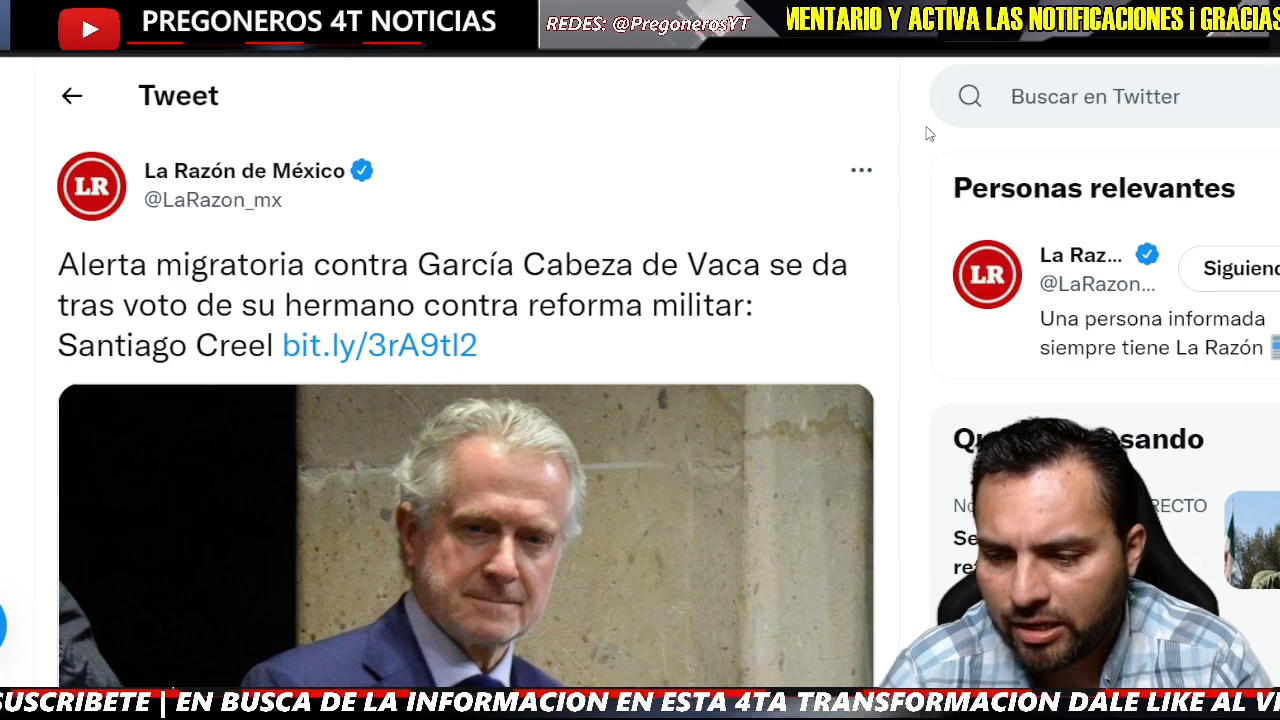 PREGONEROS 4T NOTICIAS
REDES: @PregonerosYT
MENTARIO Y ACTIVA LAS NOTIFICACIONES ¡ GRACIAS
Tweet
Buscar en Twitter
LR
La Razón de México
@LaRazon_mx
Alerta migratoria contra García Cabeza de Vaca se da
tras voto de su hermano contra reforma militar:
Santiago Creel bit.ly/3rA9tI2
Personas relevantes
LR
La Raz...
@LaRazon...
Siguiend
Una persona informada
siempre tiene La Razón
sando
RECTO
SUSCRIBETE | EN BUSCA DE LA INFORMACION EN ESTA 4TA TRANSFORMACION DALE LIKE AL V